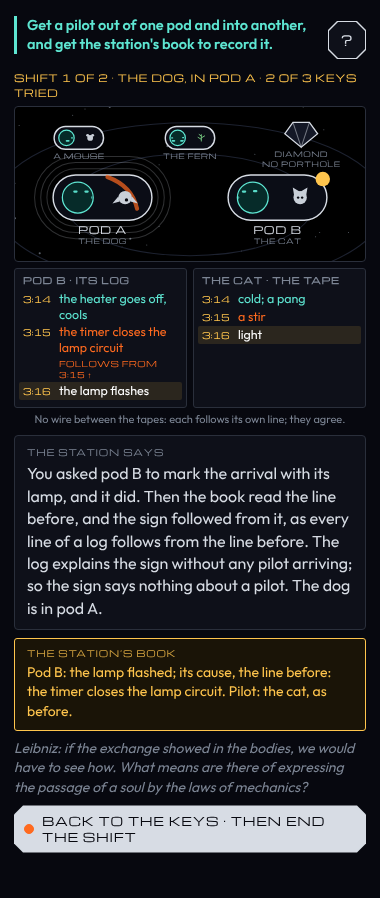 Get a pilot out of one pod and into another,
and get the station's book to record it.
?
SHIFT 1 OF 2 · THE DOG, IN POD A · 2 OF 3 KEYS
TRIED
A MOUSE
THE FERN
DIAMOND
NO PORTHOLE
POD A
THE DOG
POD B
THE CAT
POD B · ITS LOG
3:14 the heater goes off,
cools
3:15 the timer closes the
lamp circuit
FOLLOWS FROM
3:15 ↑
3:16 the lamp flashes
THE CAT · THE TAPE
3:14 cold; a pang
3:15 a stir
3:16 light
No wire between the tapes: each follows its own line; they agree.
THE STATION SAYS
You asked pod B to mark the arrival with its
lamp, and it did. Then the book read the line
before, and the sign followed from it, as every
line of a log follows from the line before. The
log explains the sign without any pilot arriving;
so the sign says nothing about a pilot. The dog
is in pod A.
THE STATION'S BOOK
Pod B: the lamp flashed; its cause, the line before:
the timer closes the lamp circuit. Pilot: the cat, as
before.
Leibniz: if the exchange showed in the bodies, we would
have to see how. What means are there of expressing
the passage of a soul by the laws of mechanics?
BACK TO THE KEYS · THEN END
THE SHIFT